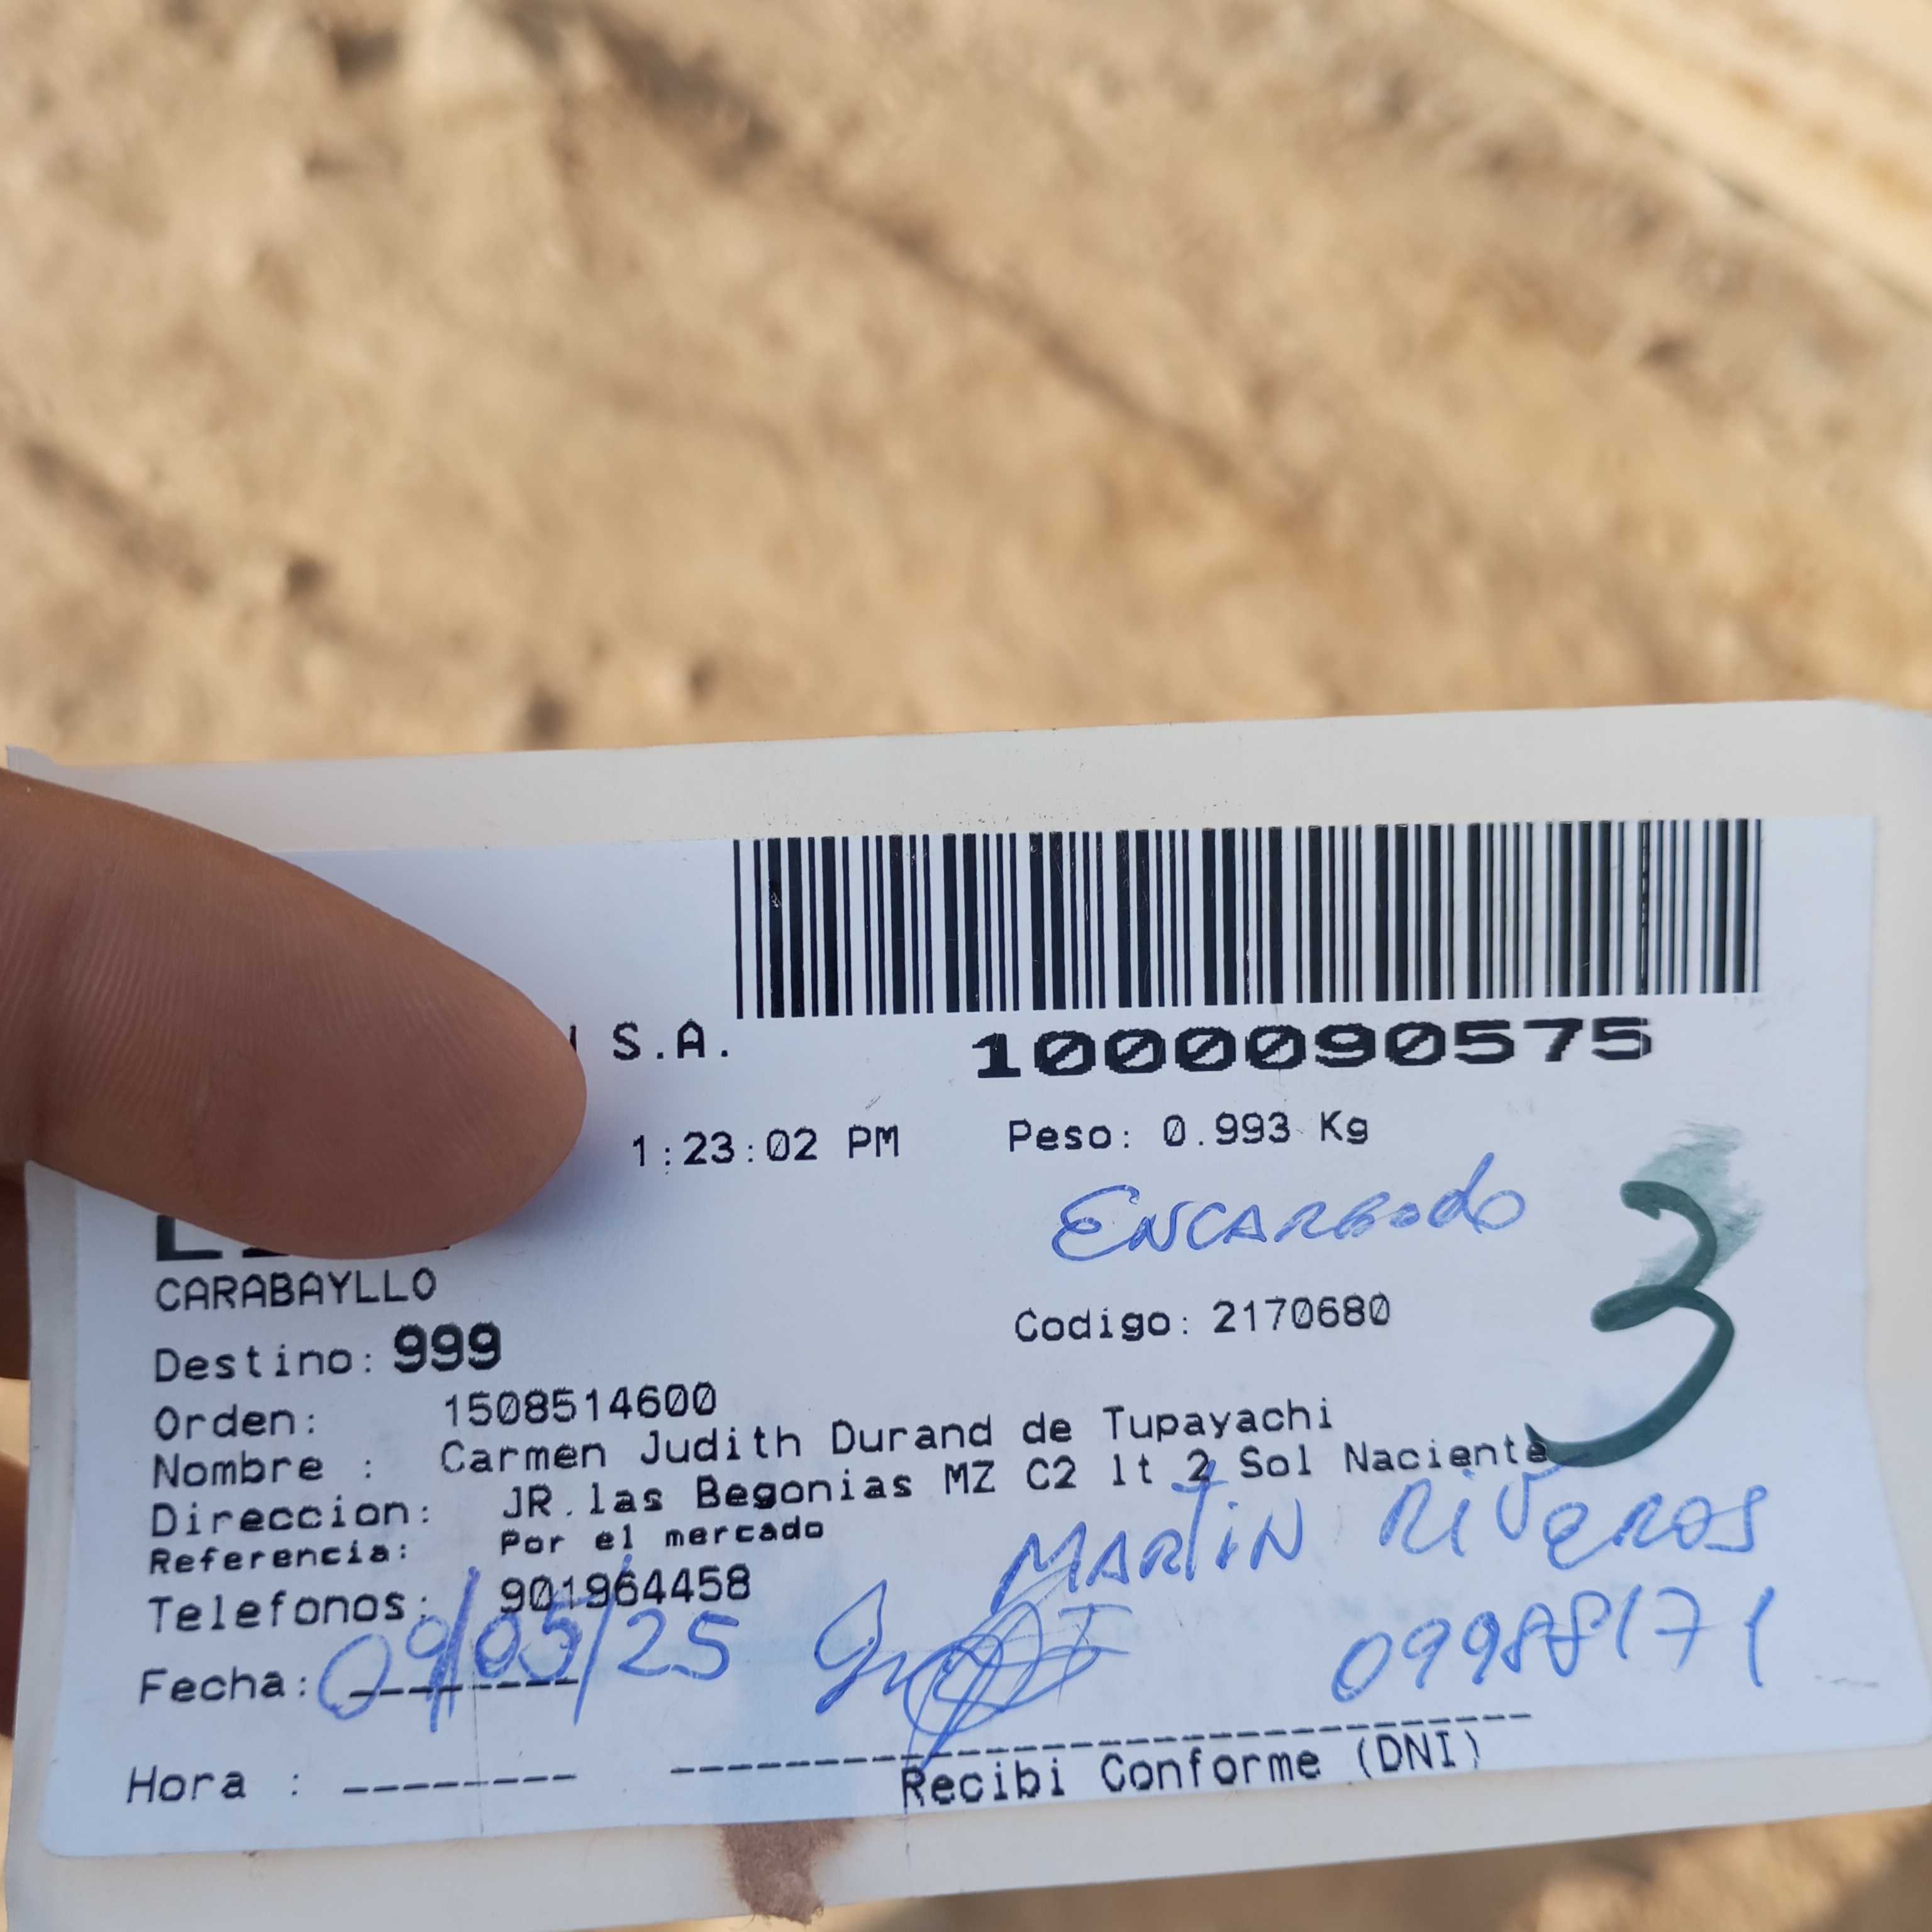 S.A.
1000090575
1:23:02 PM
Peso: 0.993 Kg
ENCARGADO
3
CARABAYLLO
Destino: 999
Codigo: 2170680
Orden: 1508514600
Nombre : Carmen Judith Durand de Tupayachi
Direccion: JR.las Begonias MZ C2 lt 2 Sol Naciente
Referencia: Por el mercado
MARTIN RIVEROS
Telefonos: 901964458
Fecha: 09/05/25
09988171
Hora :
Recibi Conforme (DNI)